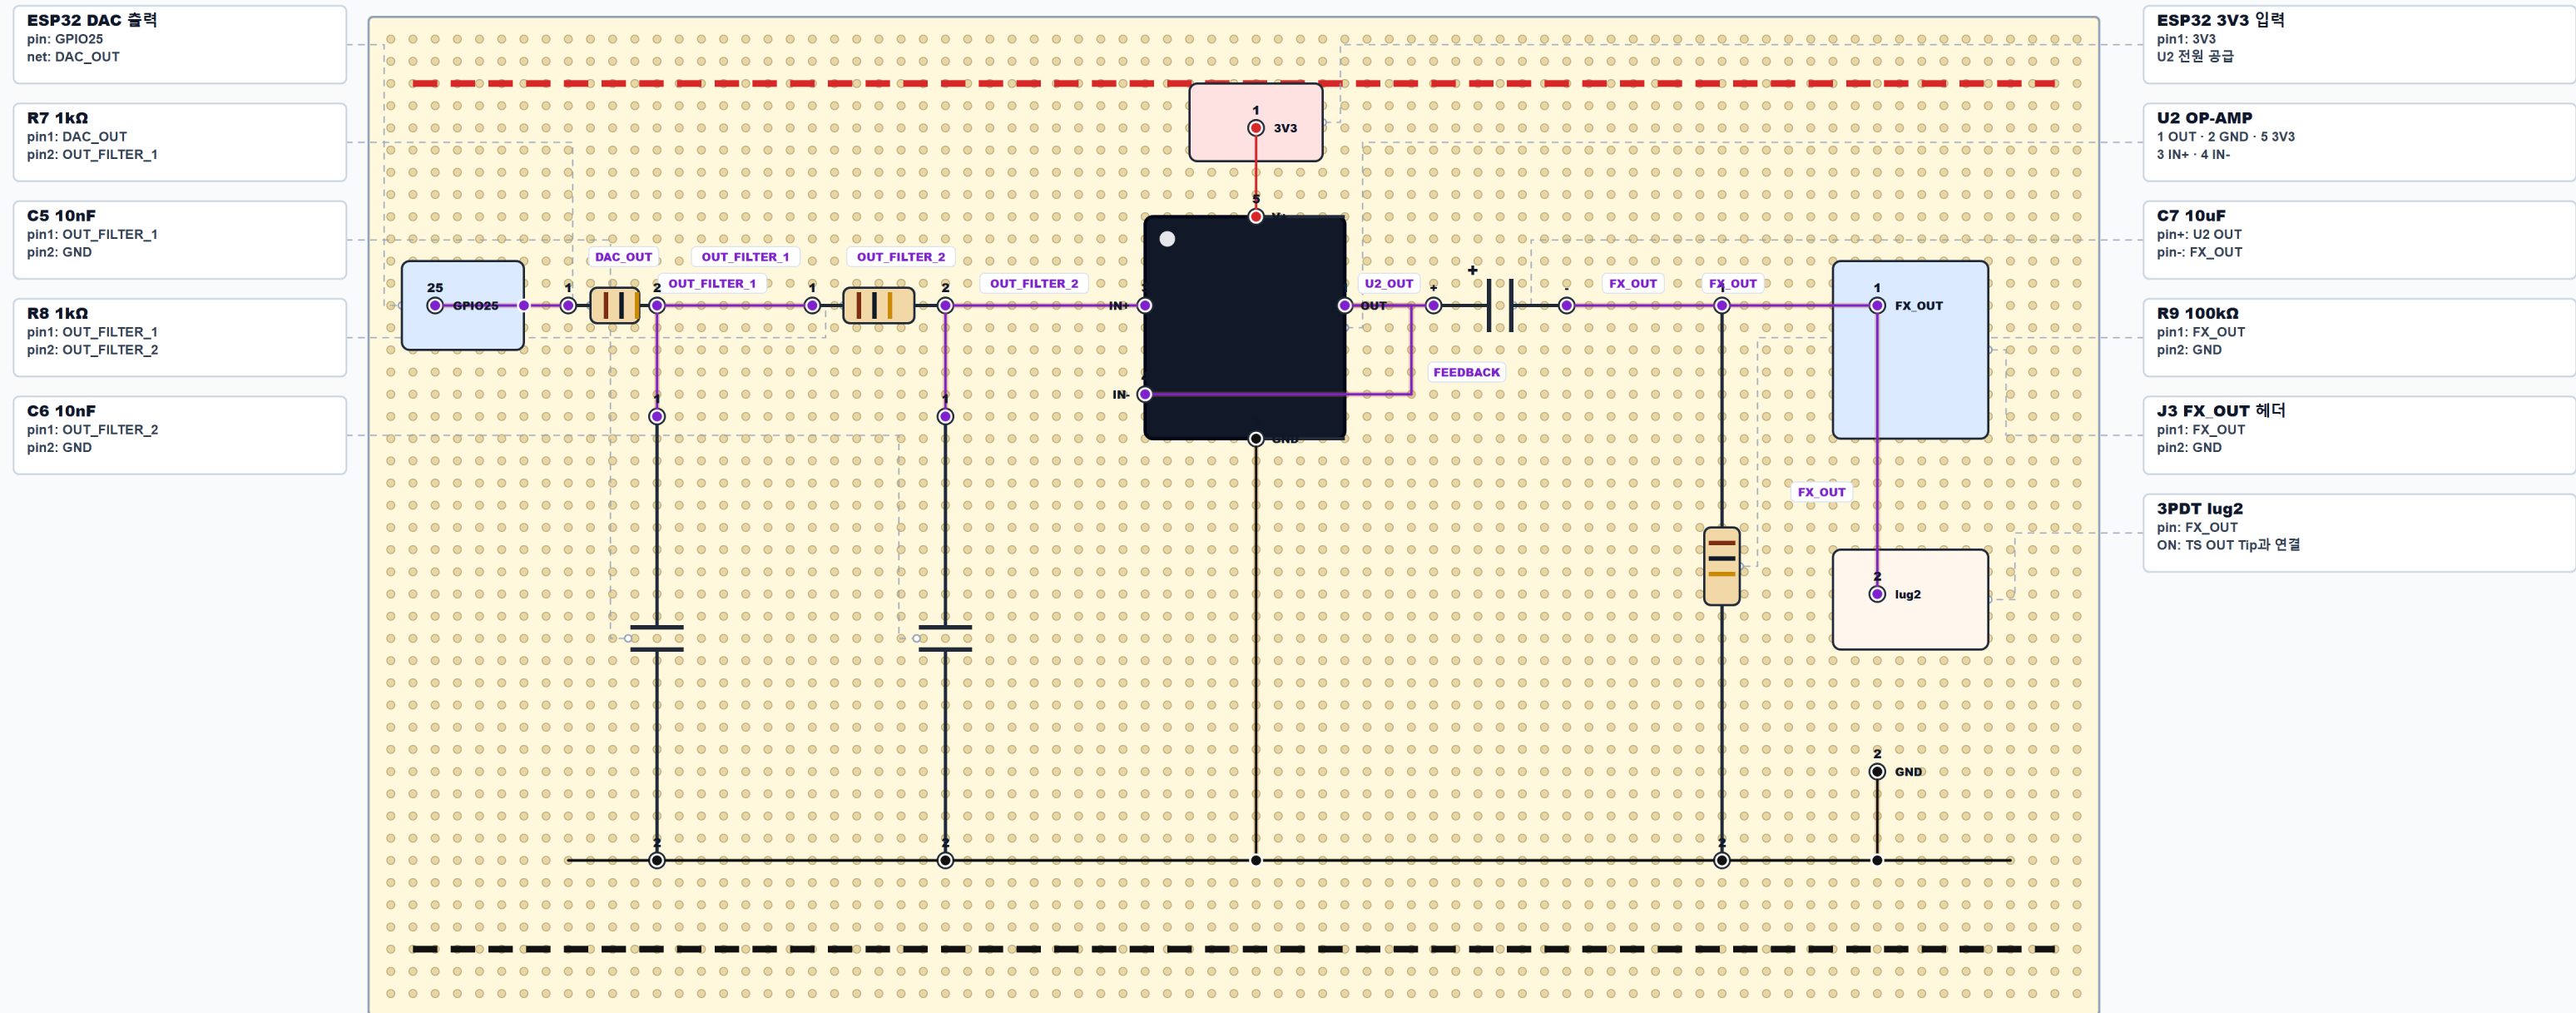 ESP32 DAC 출력
pin: GPIO25
net: DAC_OUT
R7 1kΩ
pin1: DAC_OUT
pin2: OUT_FILTER_1
C5 10nF
pin1: OUT_FILTER_1
pin2: GND
R8 1kΩ
pin1: OUT_FILTER_1
pin2: OUT_FILTER_2
C6 10nF
pin1: OUT_FILTER_2
pin2: GND
1
3V3
5
DAC_OUT
OUT_FILTER_1
OUT_FILTER_2
OUT_FILTER_1
OUT_FILTER_2
U2_OUT
+
FX_OUT
FX_OUT
25
GPIO25
1
2
1
2
IN+
OUT
+
-
1
FX_OUT
FEEDBACK
IN-
1
1
GND
FX_OUT
2
lug2
2
GND
2
2
2
ESP32 3V3 입력
pin1: 3V3
U2 전원 공급
U2 OP-AMP
1 OUT · 2 GND · 5 3V3
3 IN+ · 4 IN-
C7 10uF
pin+: U2 OUT
pin-: FX_OUT
R9 100kΩ
pin1: FX_OUT
pin2: GND
J3 FX_OUT 헤더
pin1: FX_OUT
pin2: GND
3PDT lug2
pin: FX_OUT
ON: TS OUT Tip과 연결